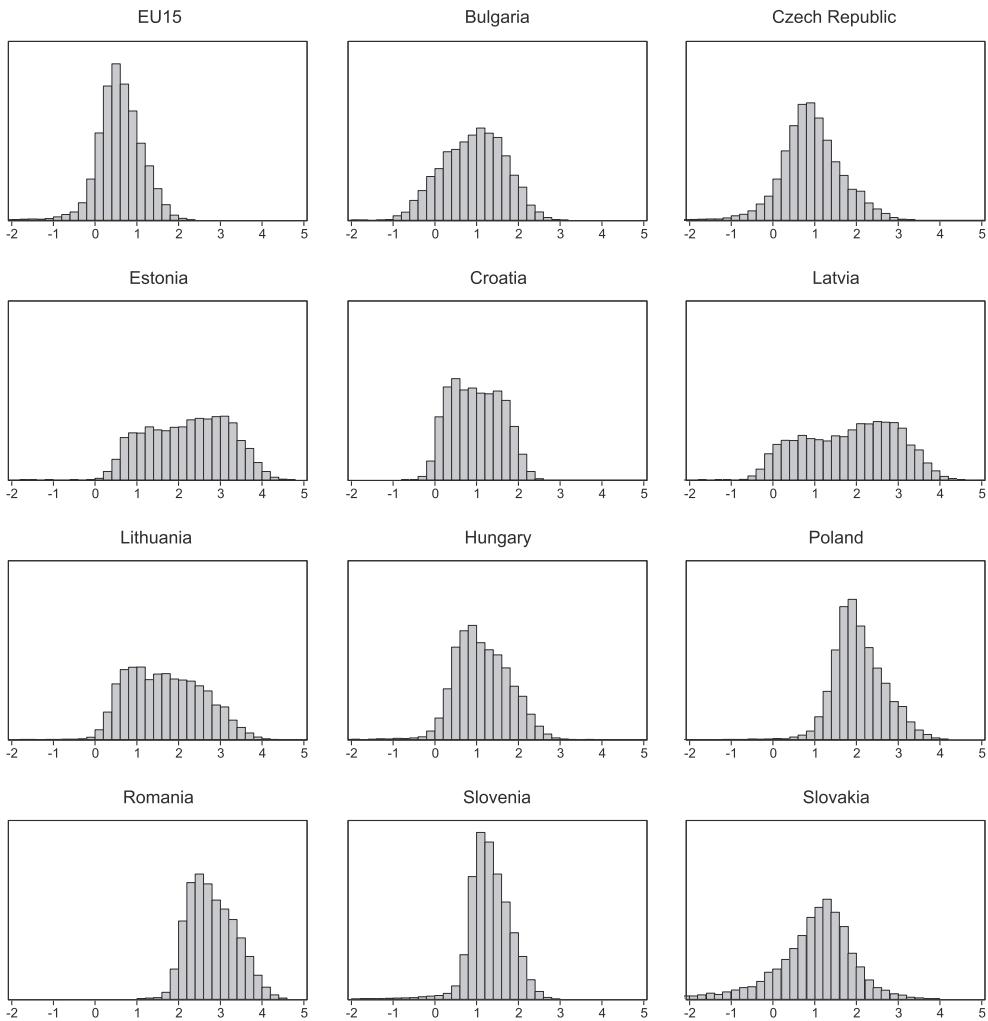 EU15 Bulgaria Czech Republic
-2 -1 0 1 2 3 4 5 -2 -1 0 1 2 3 4 5 -2 -1 0 1 2 3 4 5
Estonia Croatia Latvia
-2 -1 0 1 2 3 4 5 -2 -1 0 1 2 3 4 5 -2 -1 0 1 2 3 4 5
Lithuania Hungary Poland
-2 -1 0 1 2 3 4 5 -2 -1 0 1 2 3 4 5 -2 -1 0 1 2 3 4 5
Romania Slovenia Slovakia
-2 -1 0 1 2 3 4 5 -2 -1 0 1 2 3 4 5 -2 -1 0 1 2 3 4 5